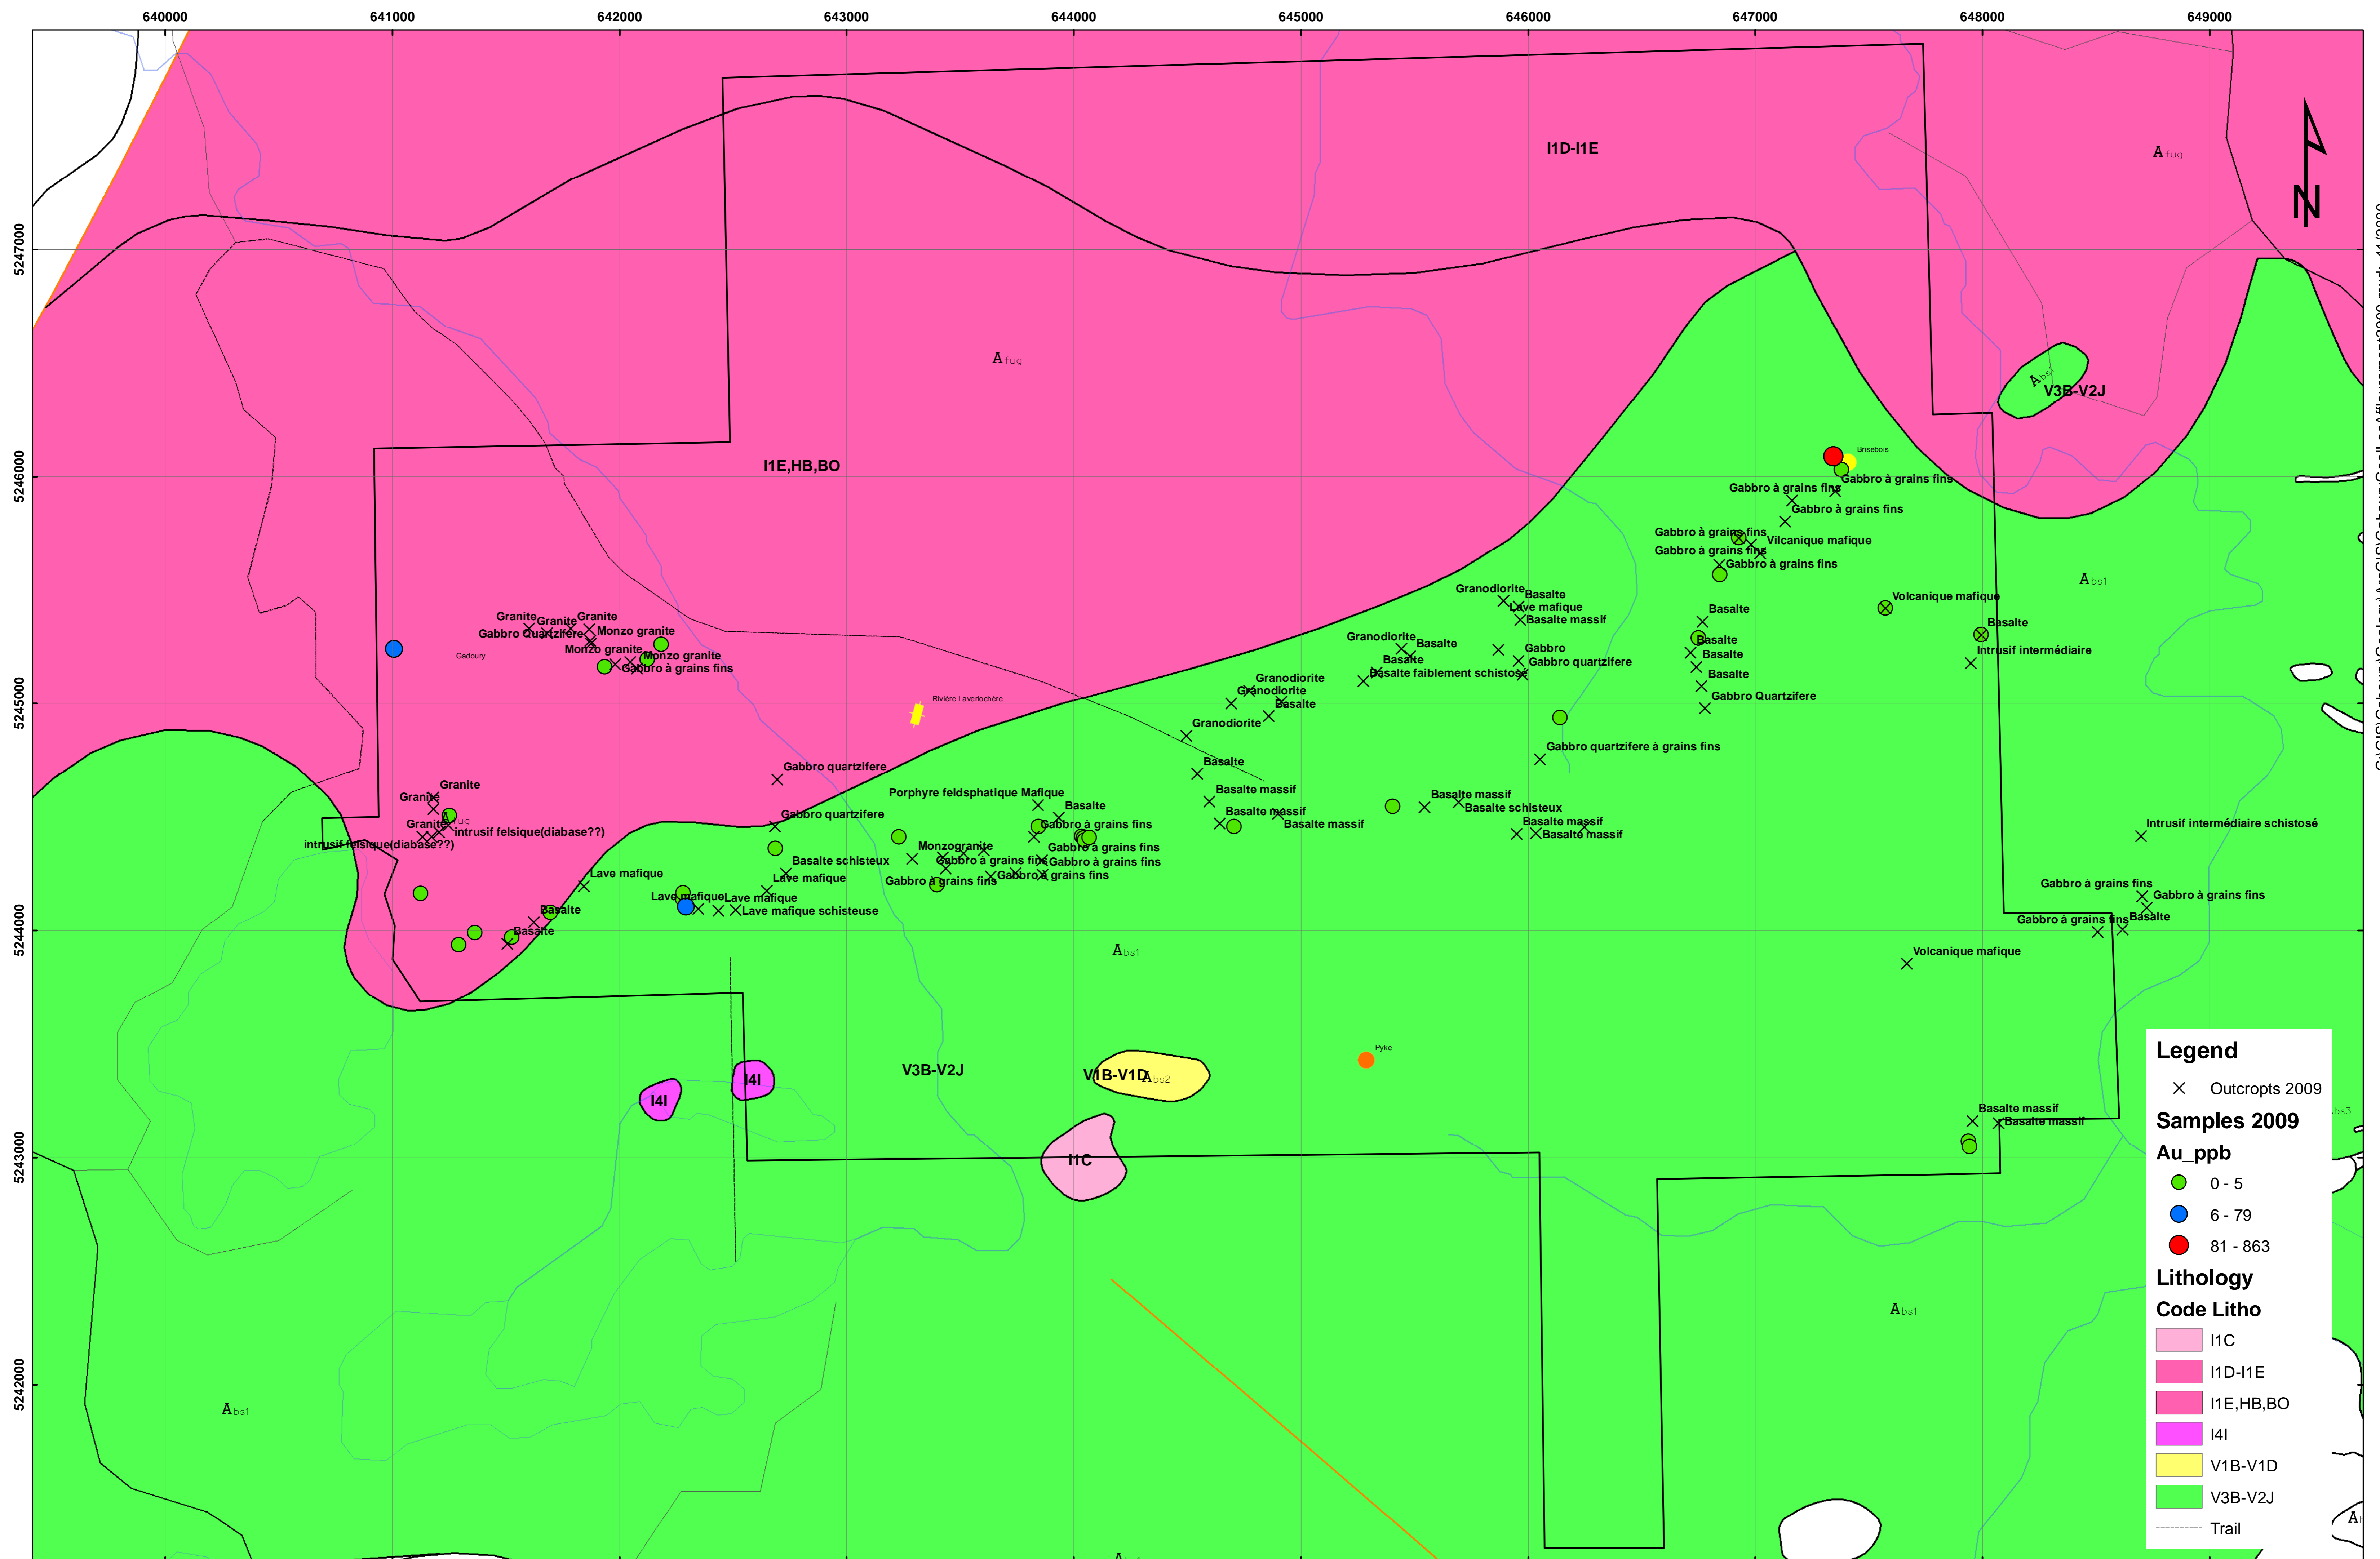 640000 641000 642000 643000 644000 645000 646000 647000 648000 649000
5247000
5246000
5245000
5244000
5243000
5242000
N
I1D-I1E
Afug
Afug
Abs1
V3B-V2J
I1E,HB,BO
Brisebois
Gabbro à grains fins
Gabbro à grains fins
Gabbro à grains fins
Gabbro à grains fins
Vilcanique mafique
Gabbro à grains fins
Gabbro à grains fins
Abs1
Granodiorite
Basalte
Lave mafique
Basalte massif
Basalte
Volcanique mafique
Basalte
Intrusif intermédiaire
Granite
Granite
Granite
Gabbro Quartzifere
Monzo granite
Monzo granite
Monzo granite
Gabbro à grains fins
Gadoury
Granodiorite
Basalte
Basalte
Basalte faiblement schistose
Gabbro
Gabbro quartzifere
Basalte
Basalte
Basalte
Gabbro Quartzifere
Granodiorite
Granodiorite
Basalte
Rivière Laverlochère
Granodiorite
Gabbro quartzifere à grains fins
Basalte
Gabbro quartzifere
Granite
Granite
Afug
Granite
intrusif felsique(diabase??)
intrusif felsique(diabase??)
Porphyre feldsphatique Mafique
Basalte
Gabbro quartzifere
Gabbro à grains fins
Basalte massif
Basalte massif
Basalte massif
Basalte massif
Basalte schisteux
Basalte massif
Basalte massif
Intrusif intermédiaire schistosé
Monzogranite
Gabbro à grains fins
Gabbro à grains fins
Gabbro à grains fins
Gabbro à grains fins
Gabbro à grains fins
Basalte schisteux
Lave mafique
Lave mafique
Lave mafique
Lave mafique
Lave mafique schisteuse
Basalte
Basalte
Gabbro à grains fins
Gabbro à grains fins
Gabbro à grains fins
Basalte
Abs1
Volcanique mafique
Pyke
V3B-V2J
V1B-V1D
Abs2
I4I
I4I
I1C
Basalte massif
Basalte massif
bs3
Abs1
Abs1
Legend
Outcropts 2009
Samples 2009
Au_ppb
0 - 5
6 - 79
81 - 863
Lithology
Code Litho
I1C
I1D-I1E
I1E,HB,BO
I4I
V1B-V1D
V3B-V2J
Trail